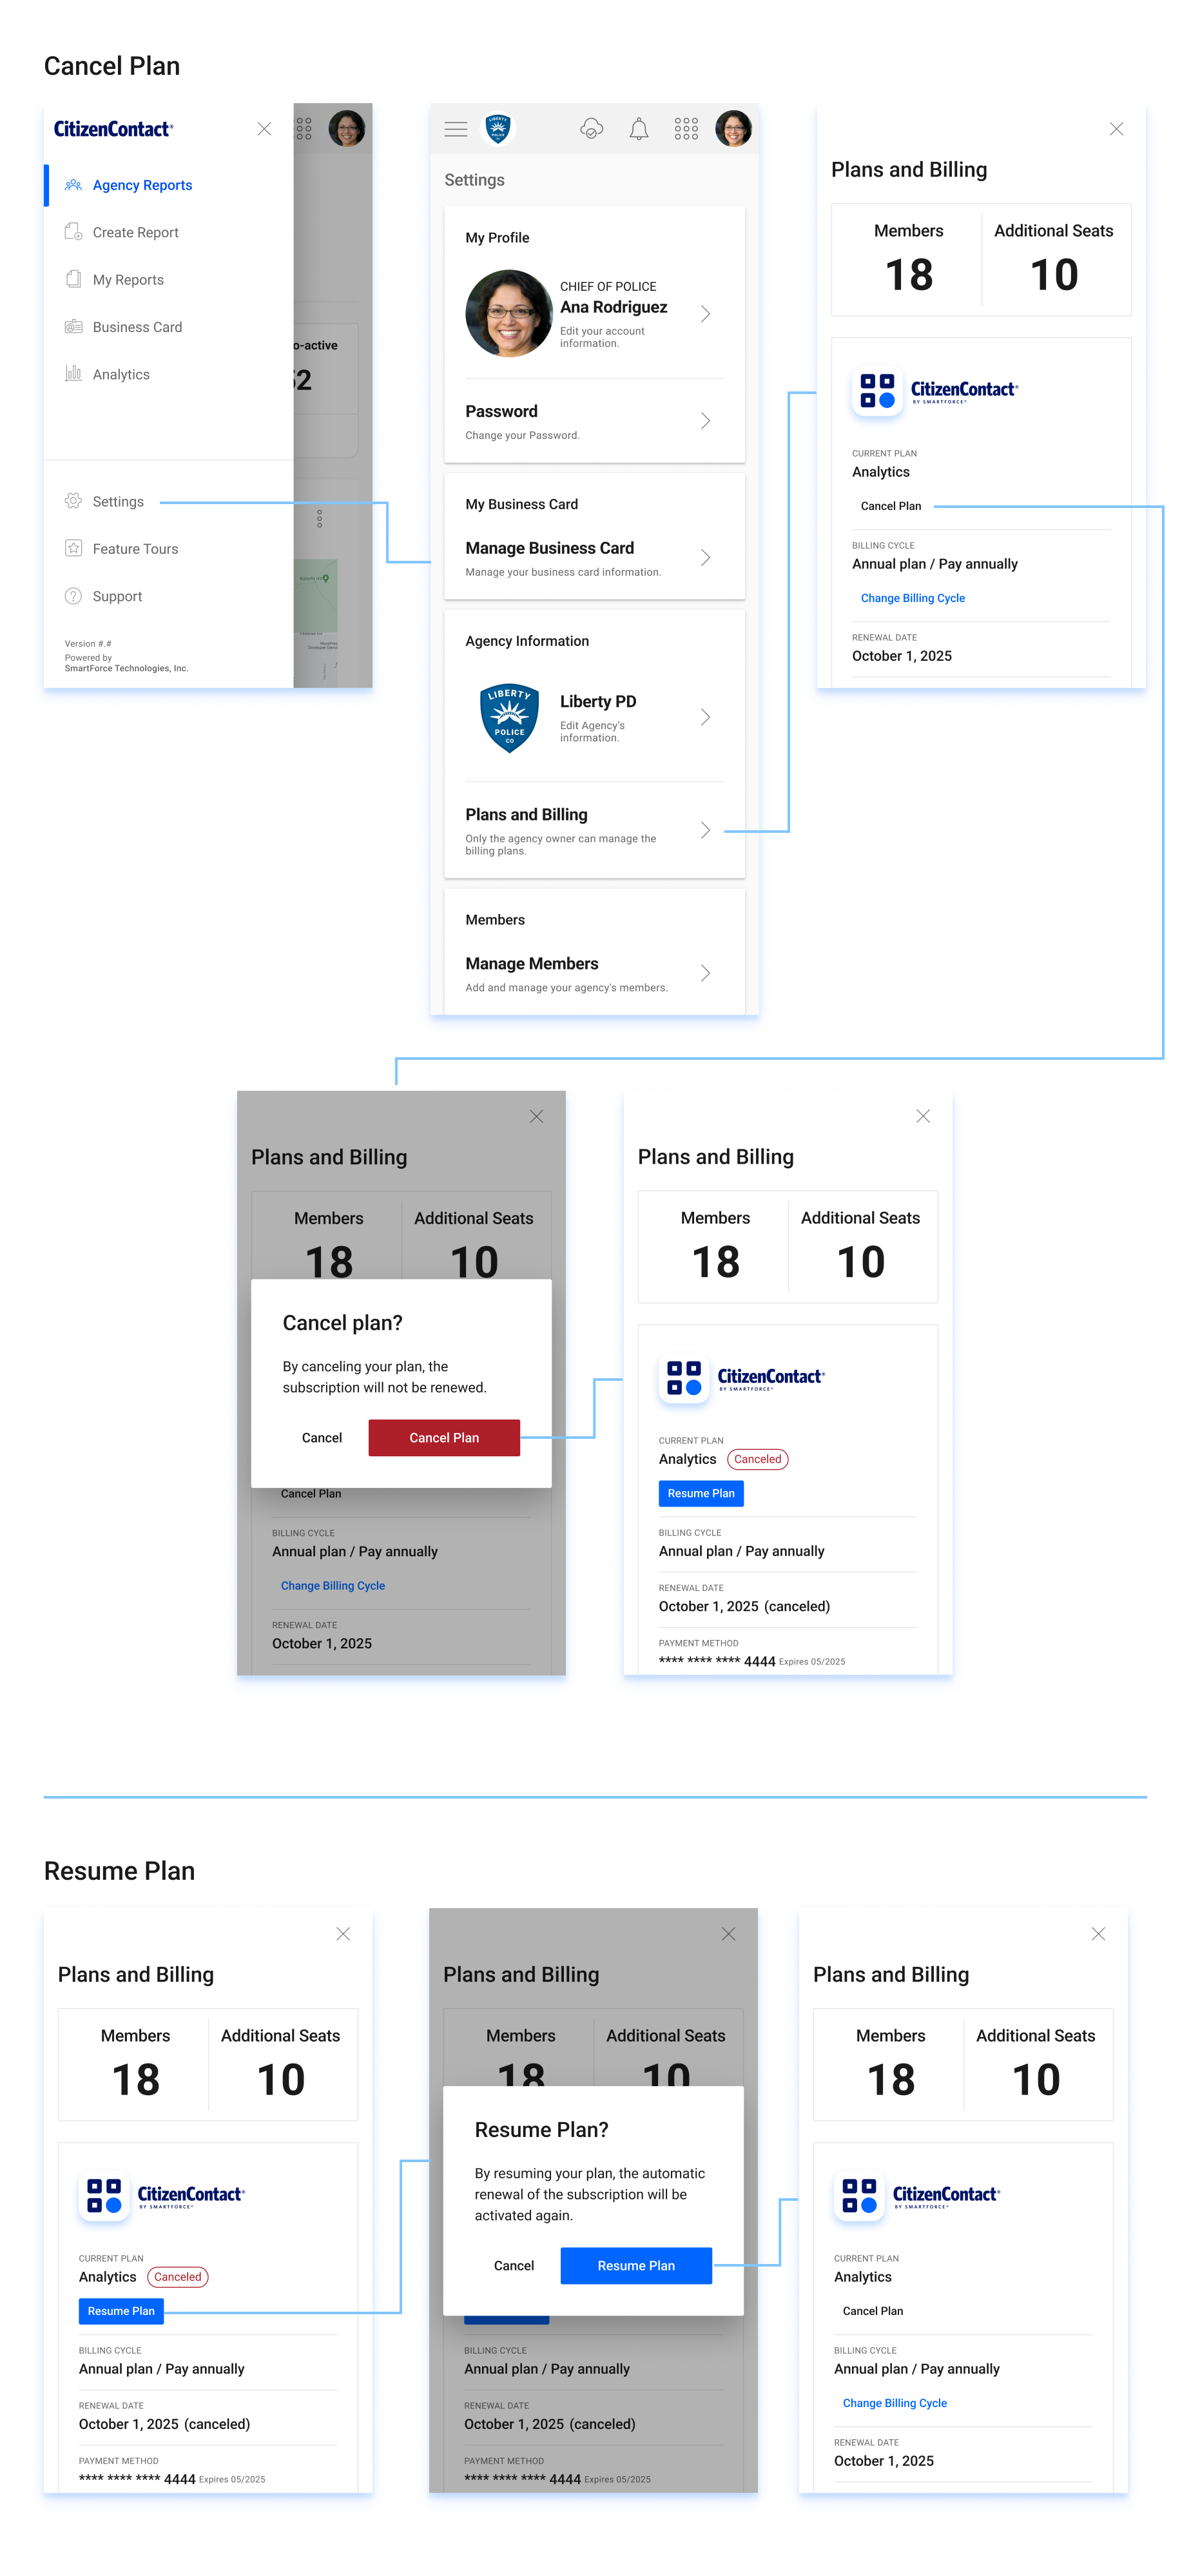 Cancel Plan
CitizenContact®
Agency Reports
Create Report
My Reports
Business Card
Analytics
Settings
Feature Tours
Support
Version #.#
Powered by
SmartForce Technologies, Inc.
o-active
52
LIBERTY
POLICE
Settings
My Profile
CHIEF OF POLICE
Ana Rodriguez
Edit your account
information.
Password
Change your Password.
My Business Card
Manage Business Card
Manage your business card information.
Agency Information
LIBERTY
POLICE
CO
Liberty PD
Edit Agency's
information.
Plans and Billing
Only the agency owner can manage the
billing plans.
Members
Manage Members
Add and manage your agency's members.
Plans and Billing
Members
18
Additional Seats
10
CitizenContact®
BY SMARTFORCE®
CURRENT PLAN
Analytics
Cancel Plan
BILLING CYCLE
Annual plan / Pay annually
Change Billing Cycle
RENEWAL DATE
October 1, 2025
Plans and Billing
Members
18
Additional Seats
10
Cancel plan?
By canceling your plan, the
subscription will not be renewed.
Cancel
Cancel Plan
Cancel Plan
BILLING CYCLE
Annual plan / Pay annually
Change Billing Cycle
RENEWAL DATE
October 1, 2025
Plans and Billing
Members
18
Additional Seats
10
CitizenContact®
BY SMARTFORCE®
CURRENT PLAN
Analytics Canceled
Resume Plan
BILLING CYCLE
Annual plan / Pay annually
RENEWAL DATE
October 1, 2025 (canceled)
PAYMENT METHOD
**** **** **** 4444 Expires 05/2025
Resume Plan
Plans and Billing
Members
18
Additional Seats
10
CitizenContact®
BY SMARTFORCE®
CURRENT PLAN
Analytics Canceled
Resume Plan
BILLING CYCLE
Annual plan / Pay annually
RENEWAL DATE
October 1, 2025 (canceled)
PAYMENT METHOD
**** **** **** 4444 Expires 05/2025
Plans and Billing
Members
18
Additional Seats
10
Resume Plan?
By resuming your plan, the automatic
renewal of the subscription will be
activated again.
Cancel
Resume Plan
BILLING CYCLE
Annual plan / Pay annually
RENEWAL DATE
October 1, 2025 (canceled)
PAYMENT METHOD
**** **** **** 4444 Expires 05/2025
Plans and Billing
Members
18
Additional Seats
10
CitizenContact®
BY SMARTFORCE®
CURRENT PLAN
Analytics
Cancel Plan
BILLING CYCLE
Annual plan / Pay annually
Change Billing Cycle
RENEWAL DATE
October 1, 2025